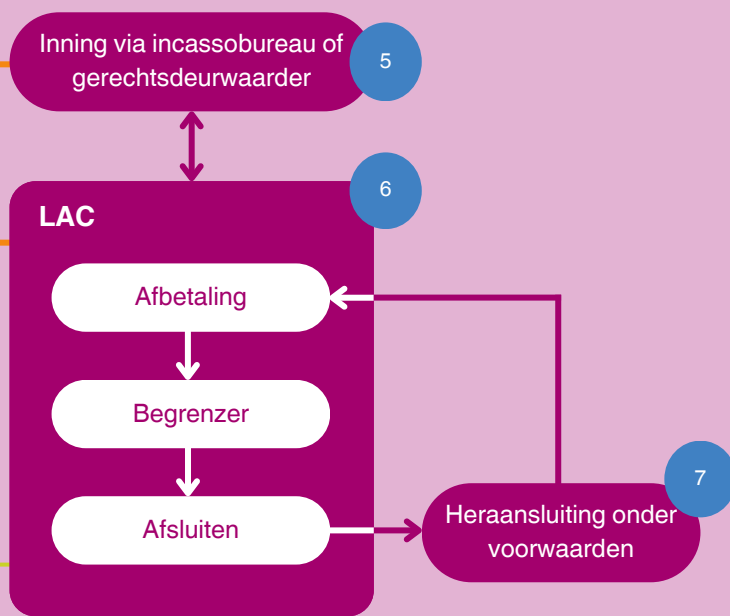 Inning via incassobureau of
gerechtsdeurwaarder
5
6
LAC
Afbetaling
Begrenzer
Afsluiten
7
Heraansluiting onder
voorwaarden